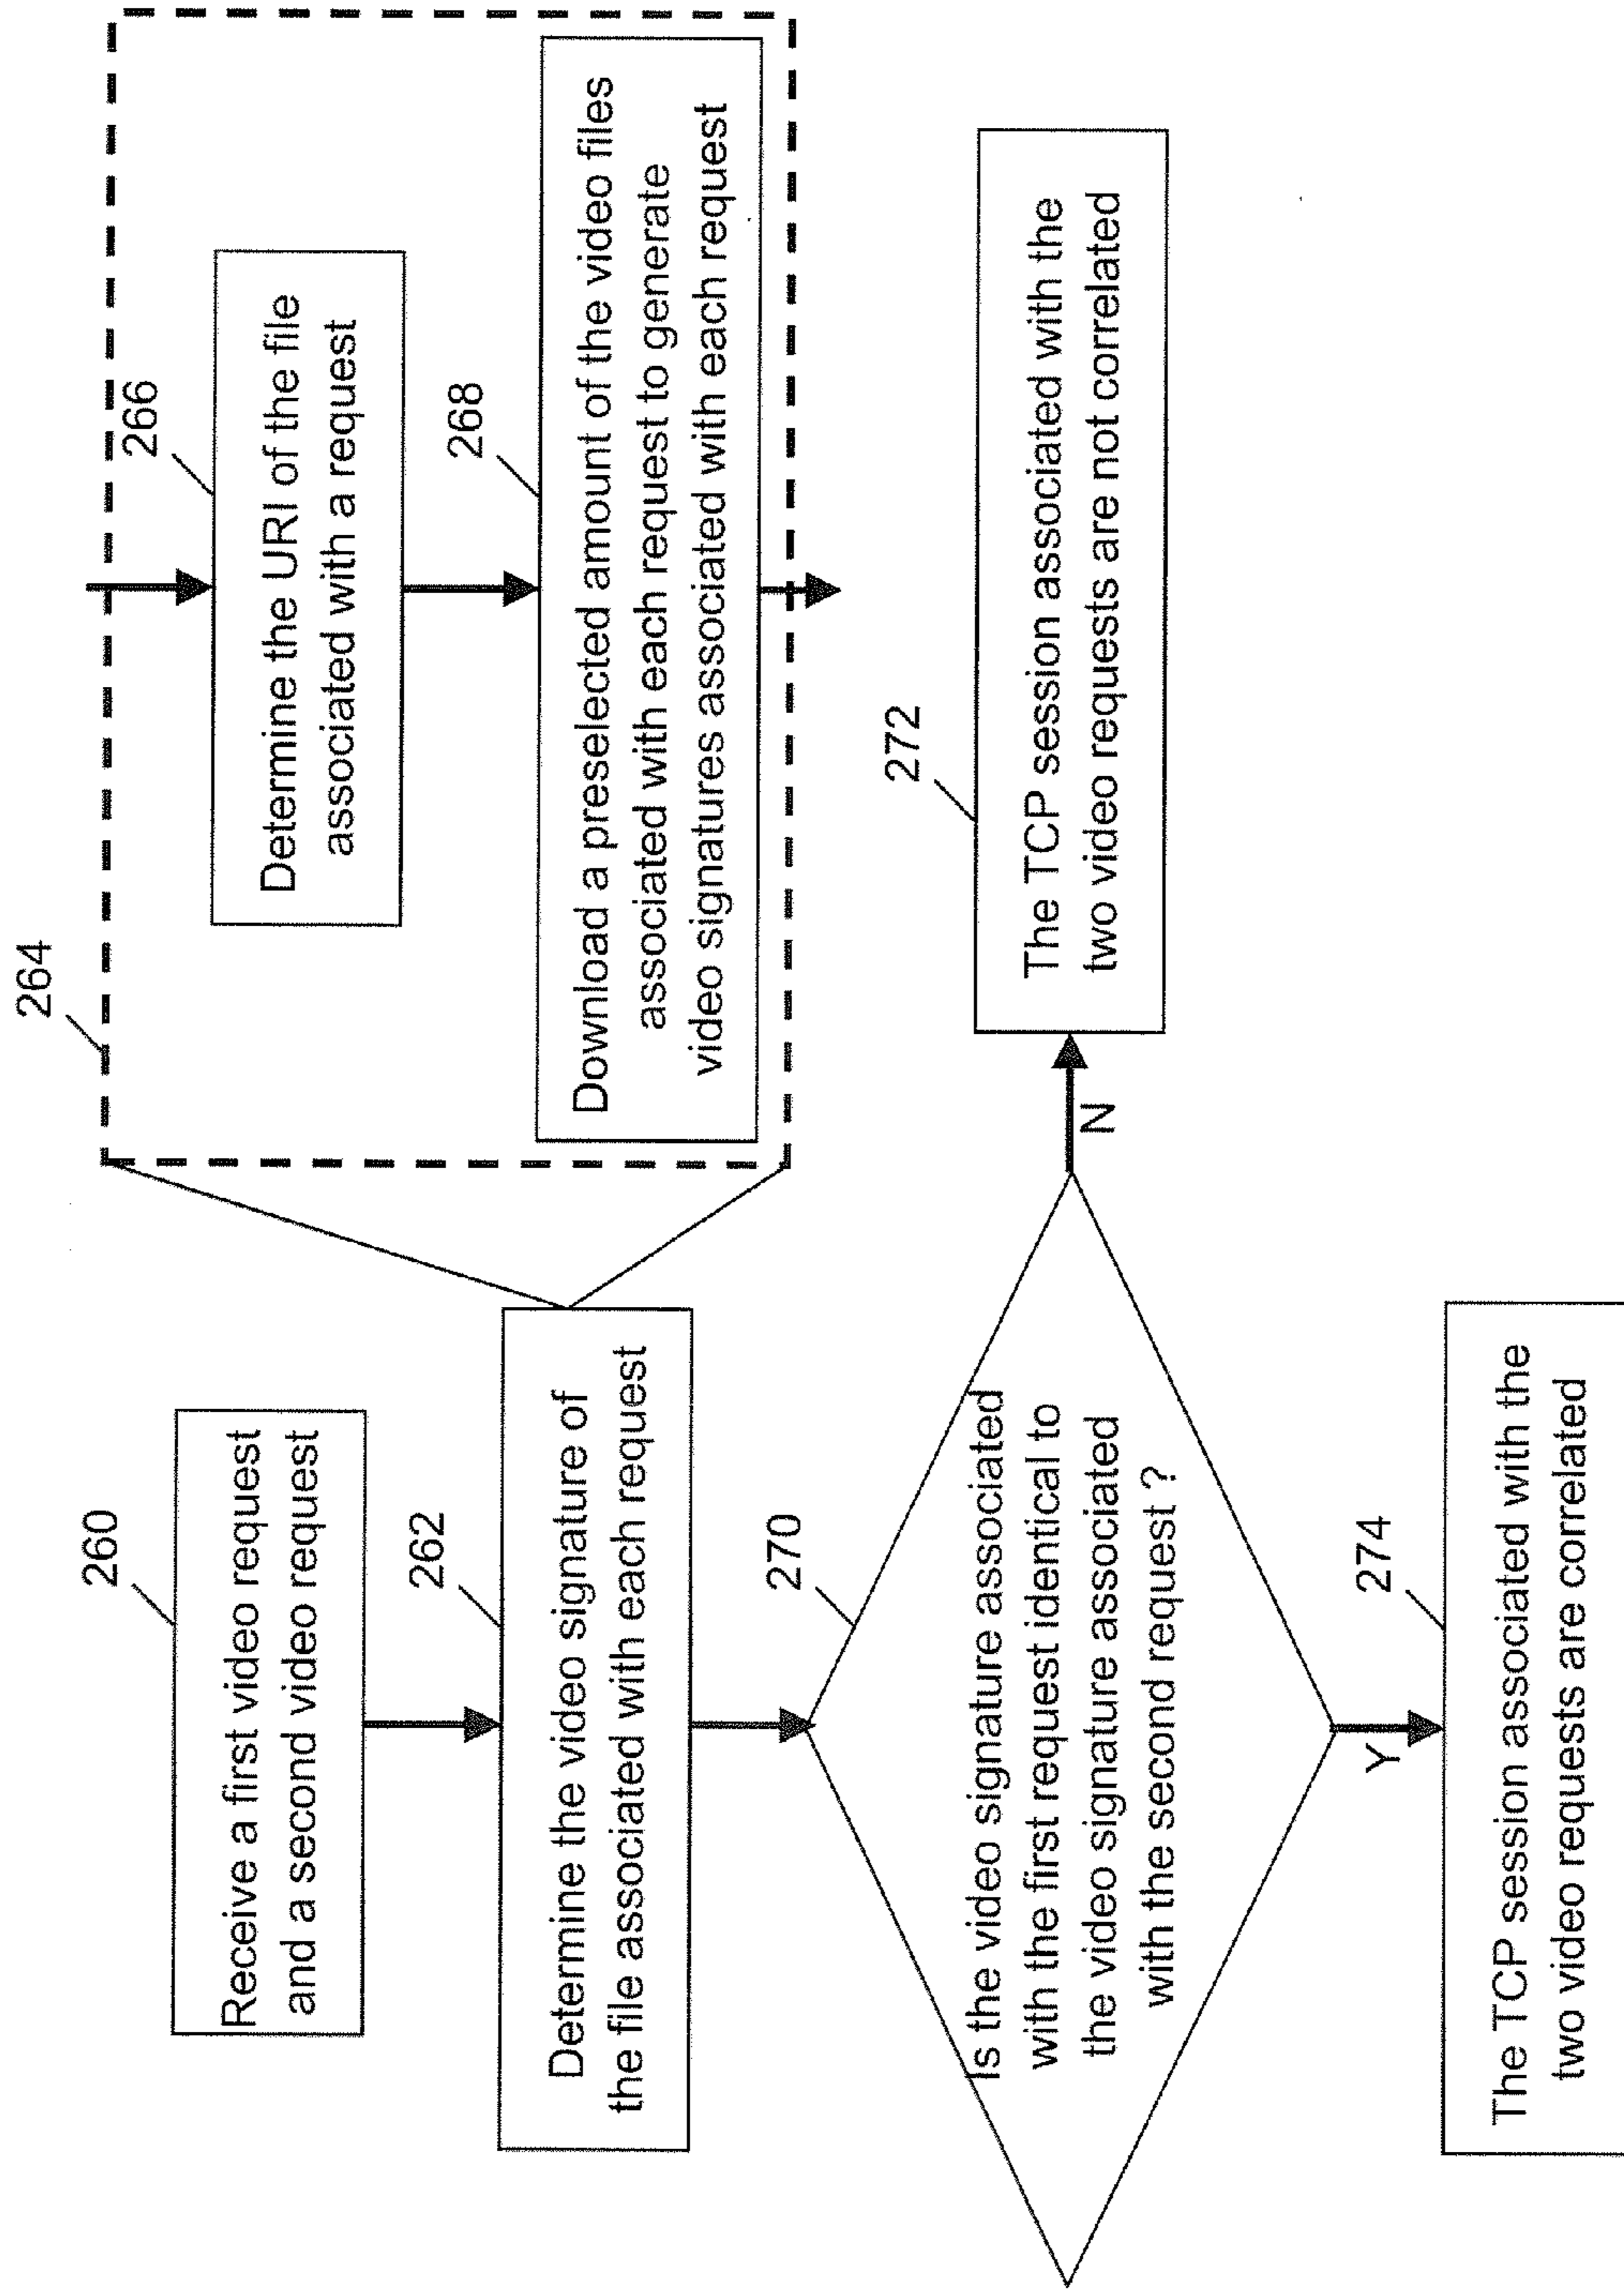 260
Receive a first video request
and a second video request
262
Determine the video signature of
the file associated with each request
264
266
Determine the URI of the file
associated with a request
268
Download a preselected amount of the video files
associated with each request to generate
video signatures associated with each request
270
Is the video signature associated
with the first request identical to
the video signature associated
with the second request ?
N
272
The TCP session associated with the
two video requests are not correlated
Y
274
The TCP session associated with the
two video requests are correlated